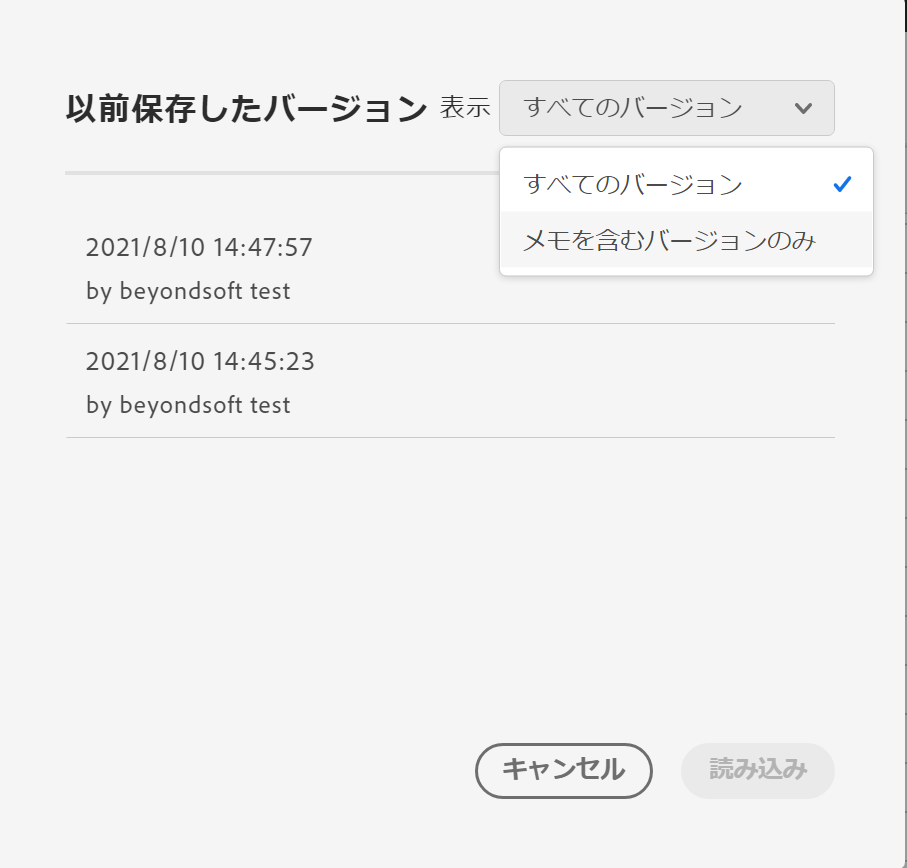 以前保存したバージョン 表示 すべてのバージョン
すべてのバージョン
メモを含むバージョンのみ
2021/8/10 14:47:57
by beyondsoft test
2021/8/10 14:45:23
by beyondsoft test
キャンセル 読み込み